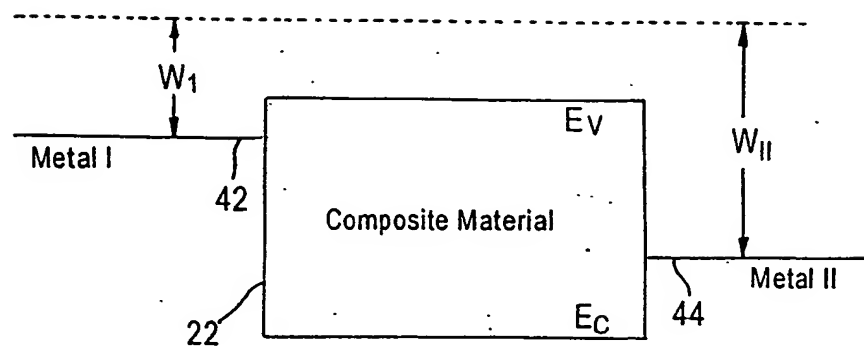 W1
EV
WII
Metal I
42
Composite Material
Metal II
22
EC
44